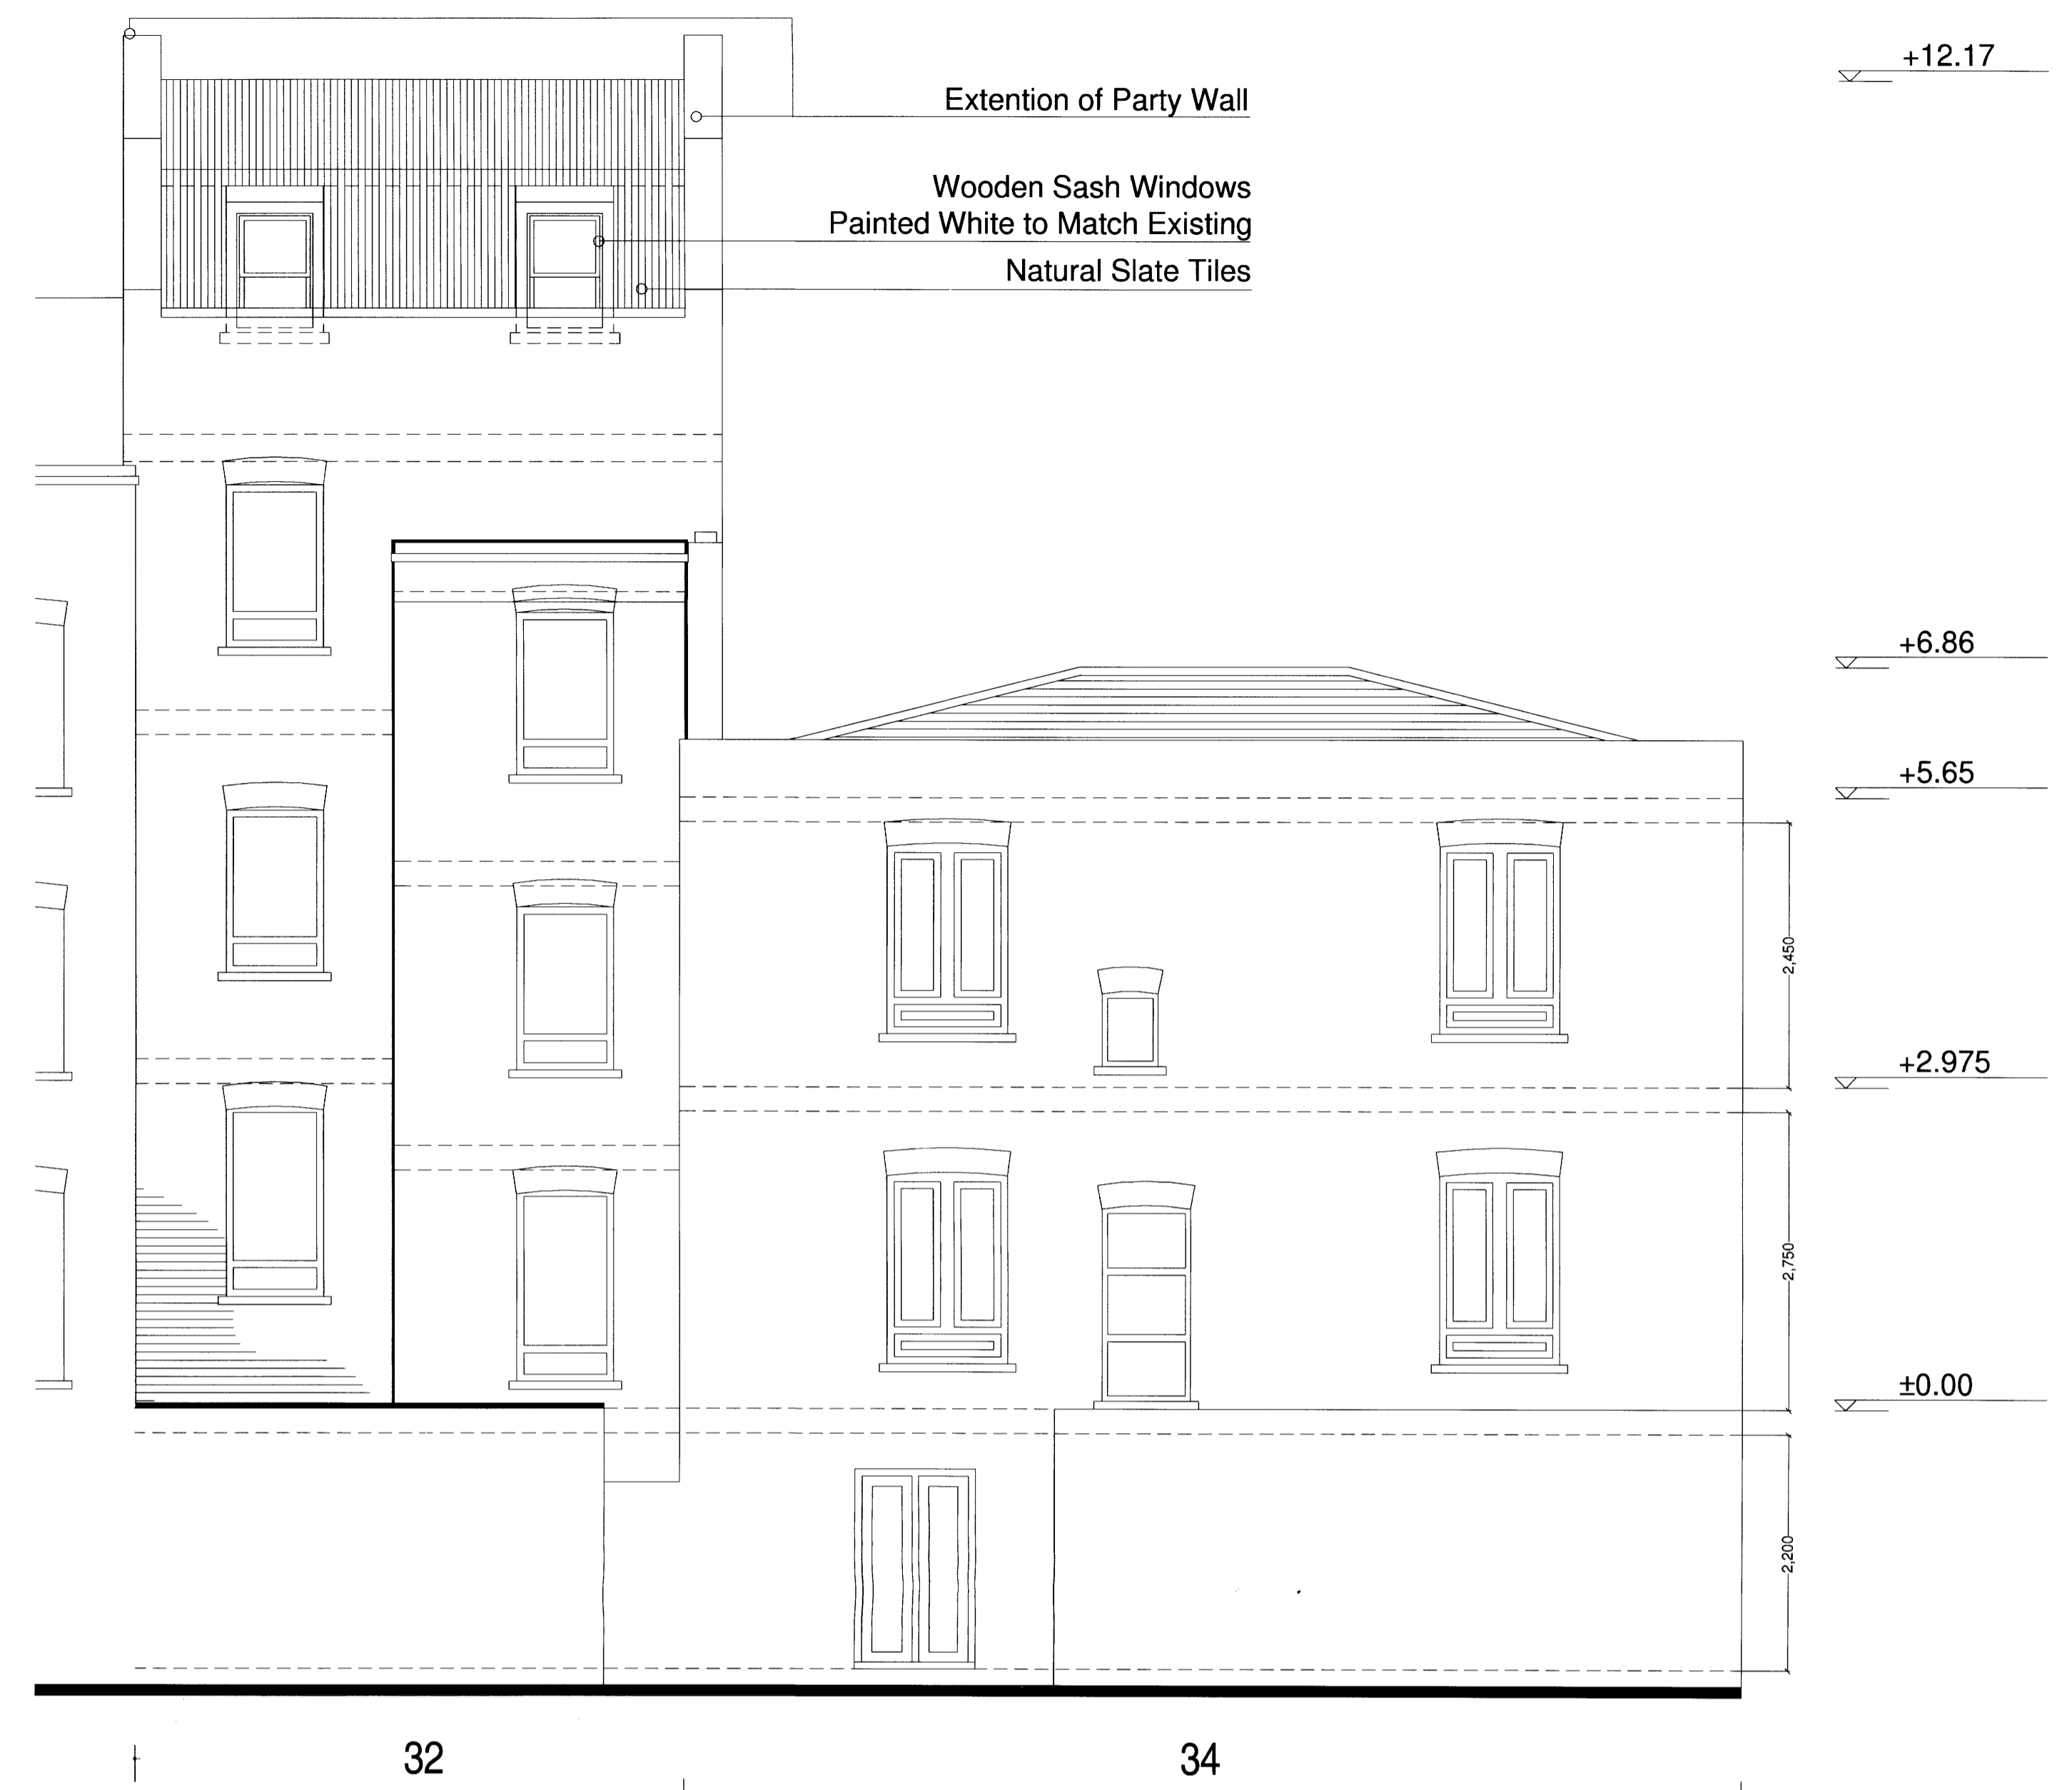 +12.17
Extention of Party Wall
Wooden Sash Windows
Painted White to Match Existing
Natural Slate Tiles
+6.86
+5.65
2,450
+2.975
2,750
±0.00
2,200
32
34